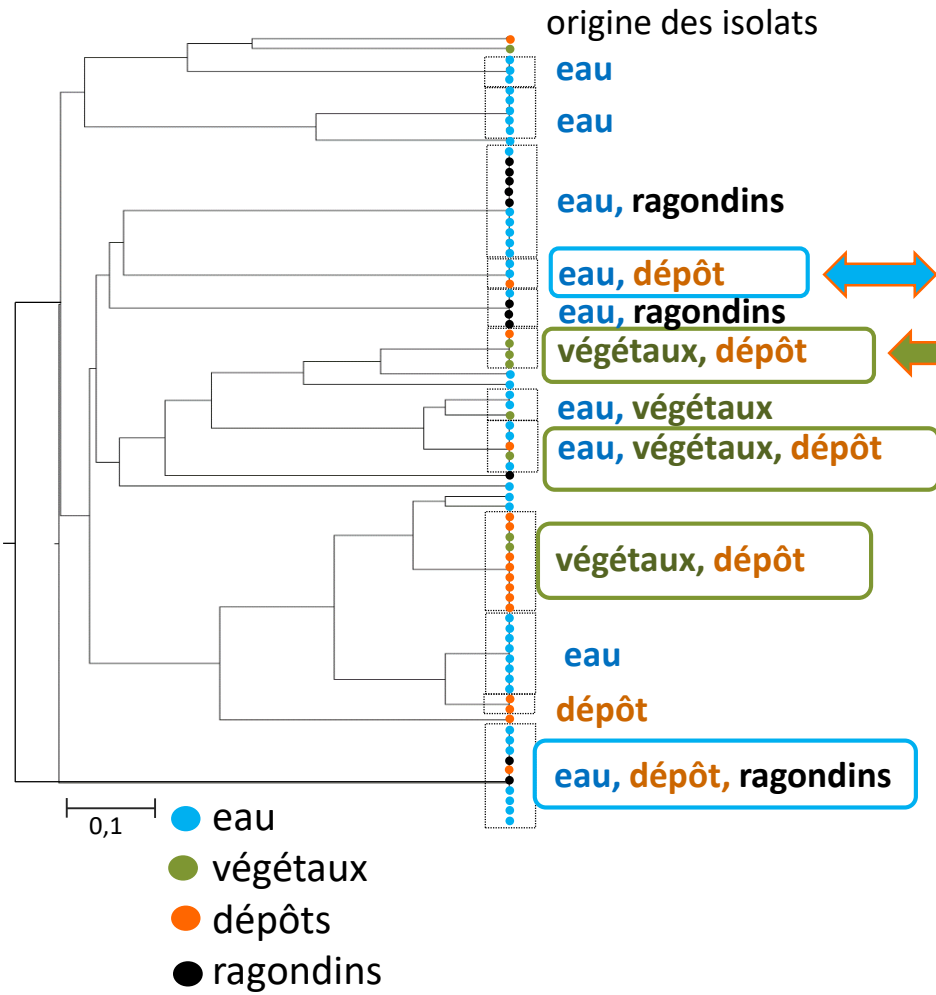 origine des isolats
eau
eau
eau, ragondins
eau, dépôt
eau, ragondins
végétaux, dépôt
eau, végétaux
eau, végétaux, dépôt
végétaux, dépôt
eau
dépôt
eau, dépôt, ragondins
0,1
eau
végétaux
dépôts
ragondins